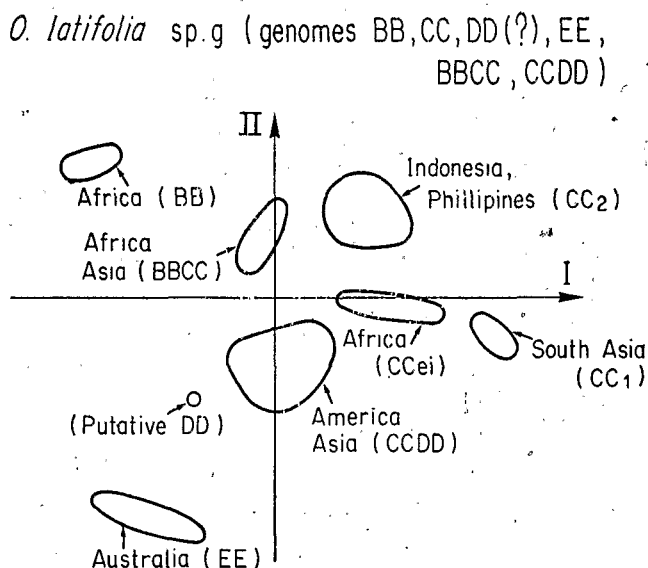 O. latifolia sp.g (genomes BB,CC,DD(?), EE,
BBCC, CCDD)
II
Indonesia,
Phillipines (CC2)
Africa (BB)
Africa
Asia (BBCC)
I
Africa
(CCei)
South Asia
(CC1)
(Putative DD)
America
Asia (CCDD)
Australia (EE)